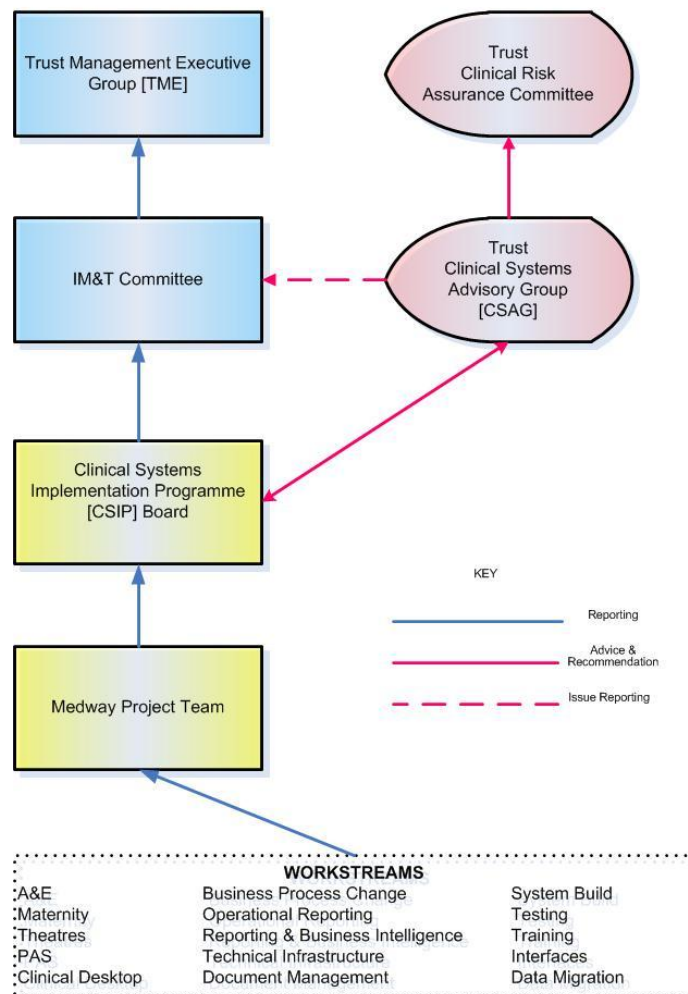 Trust Management Executive
Group [TME]
Trust
Clinical Risk
Assurance Committee
IM&T Committee
Trust
Clinical Systems
Advisory Group
[CSAG]
Clinical Systems
Implementation Programme
[CSIP] Board
KEY
Reporting
Advice &
Recommendation
Issue Reporting
Medway Project Team
WORKSTREAMS
A&E Business Process Change System Build
Maternity Operational Reporting Testing
Theatres Reporting & Business Intelligence Training
PAS Technical Infrastructure Interfaces
Clinical Desktop Document Management Data Migration